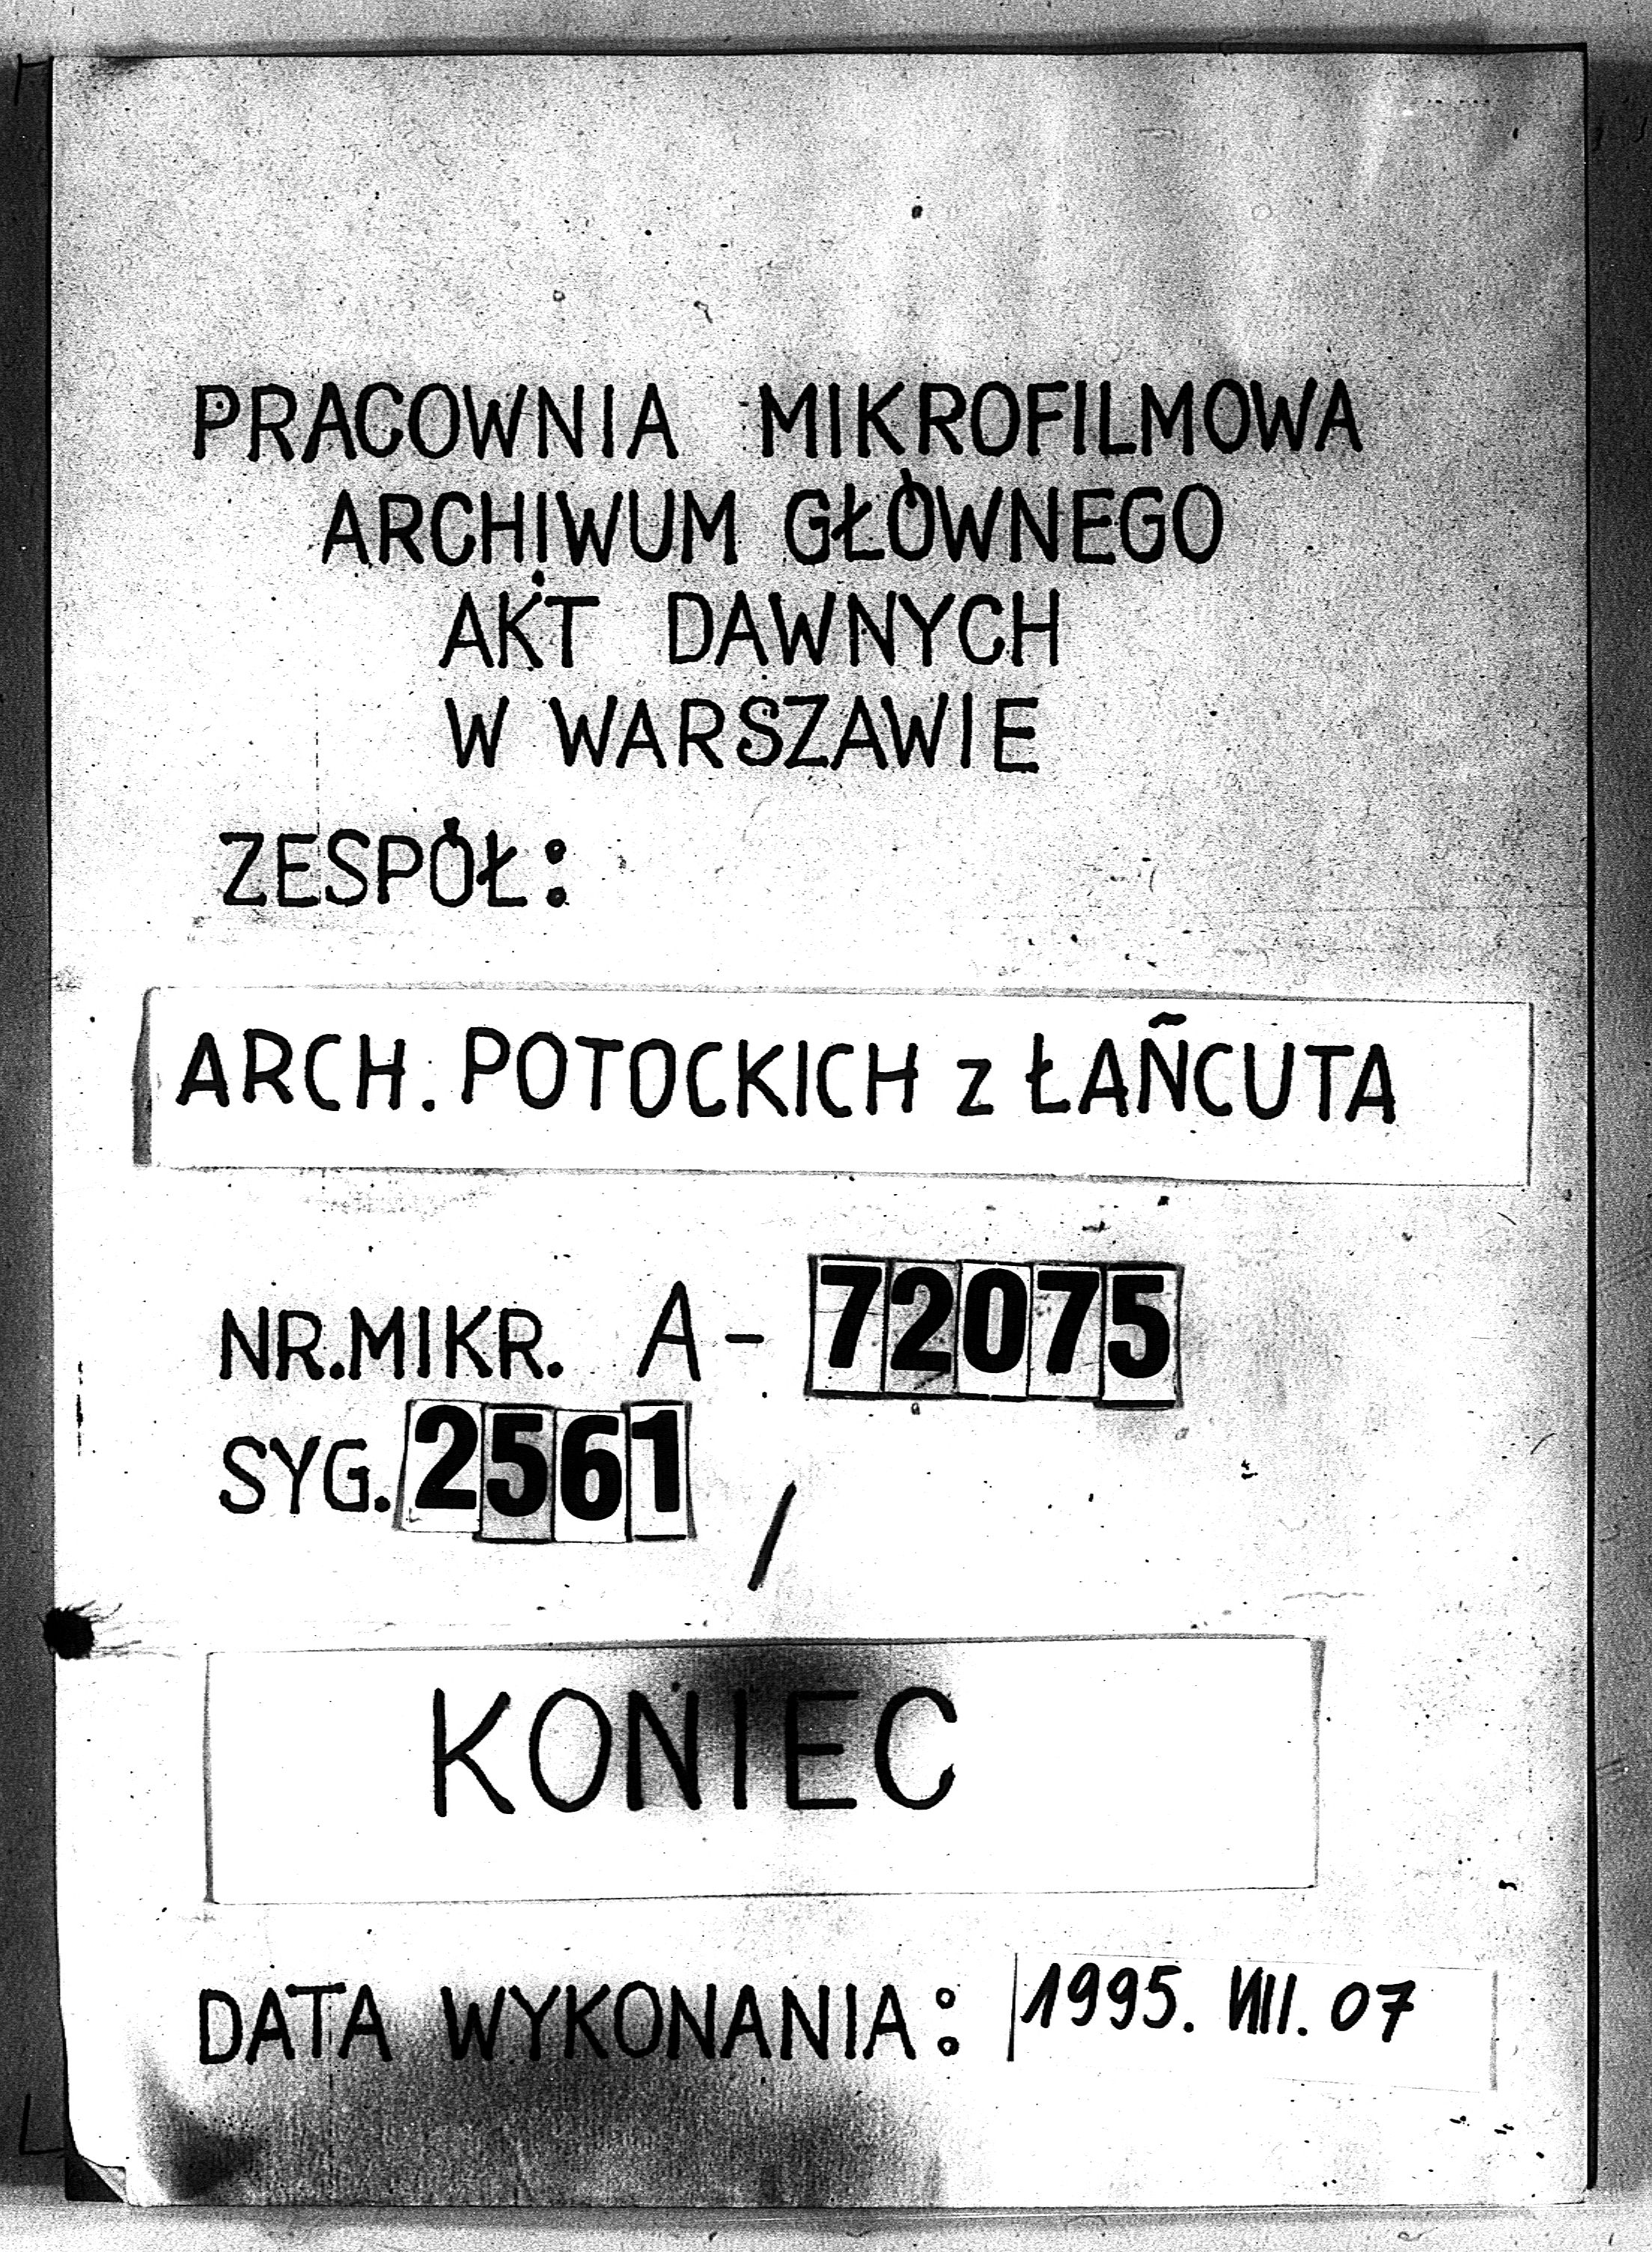 PRACOWNIA MIKROFILMOWA
ARCHIWUM GŁÓWNEGO
AKT DAWNYCH
W WARSZAWIE
ZESPÓŁ:
ARCH. POTOCKICH z ŁAŃCUTA
NR.MIKR. A- 72075
SYG. 2561 /
KONIEC
DATA WYKONANIA: 1995. VIII. 07